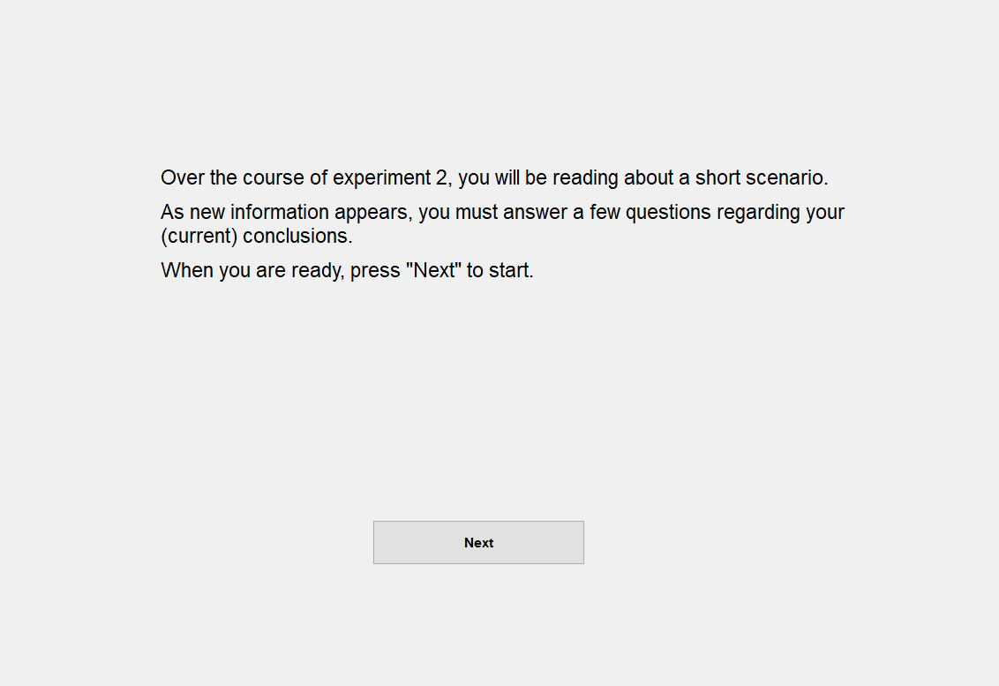 Over the course of experiment 2, you will be reading about a short scenario.
As new information appears, you must answer a few questions regarding your
(current) conclusions.
When you are ready, press "Next" to start.
Next